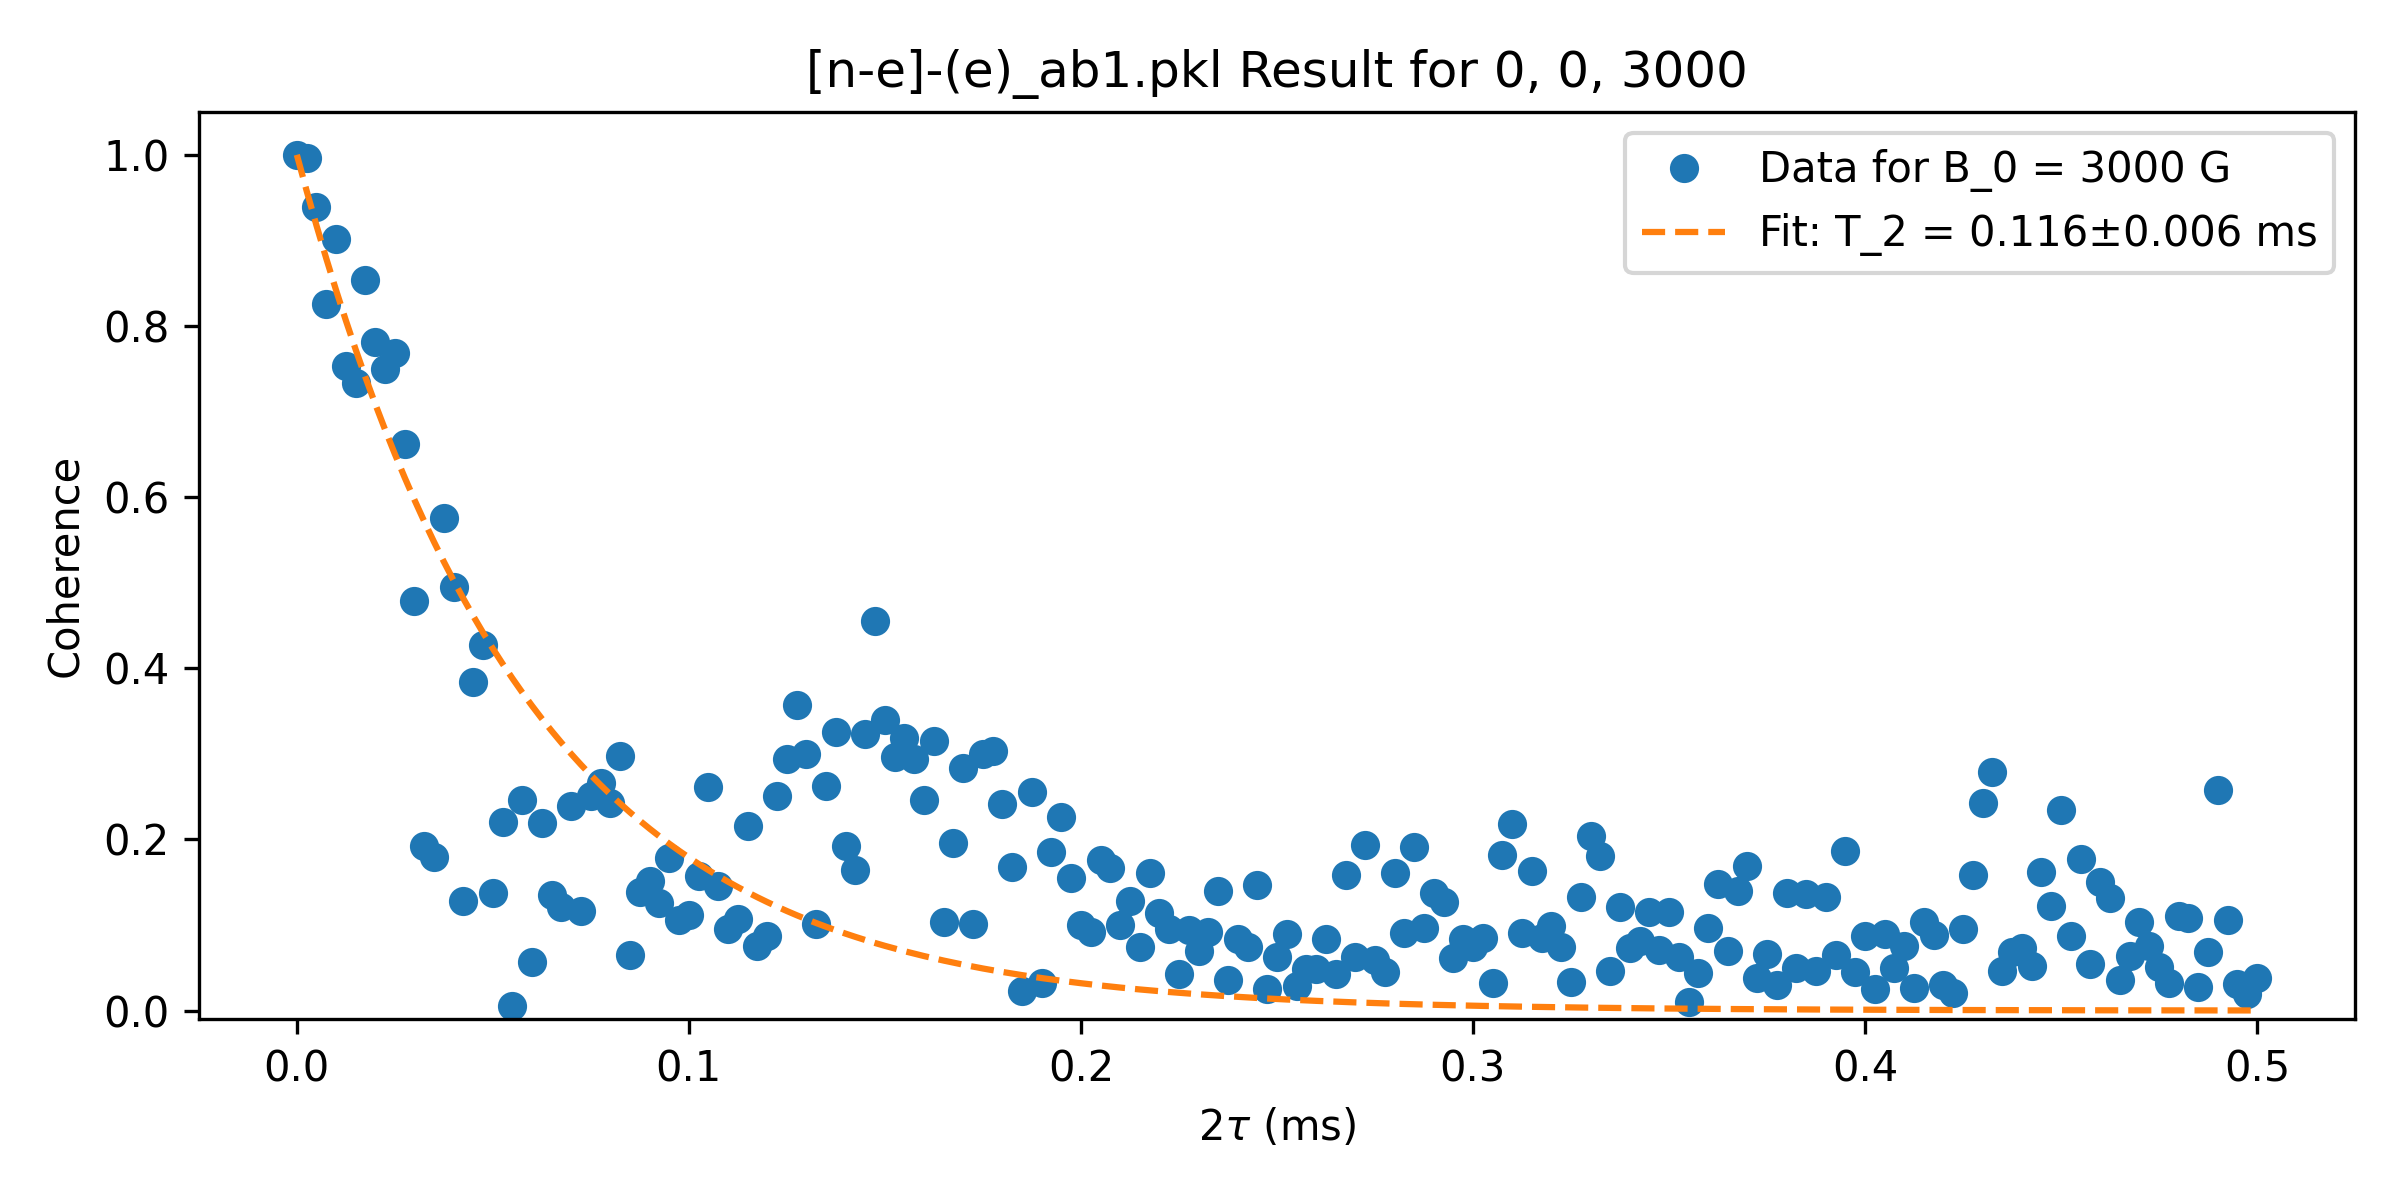 [n-e]-(e)_ab1.pkl Result for 0, 0, 3000
Data for B_0 = 3000 G
Fit: T_2 = 0.116±0.006 ms
Coherence
1.0
0.8
0.6
0.4
0.2
0.0
0.0 0.1 0.2 0.3 0.4 0.5
2τ (ms)